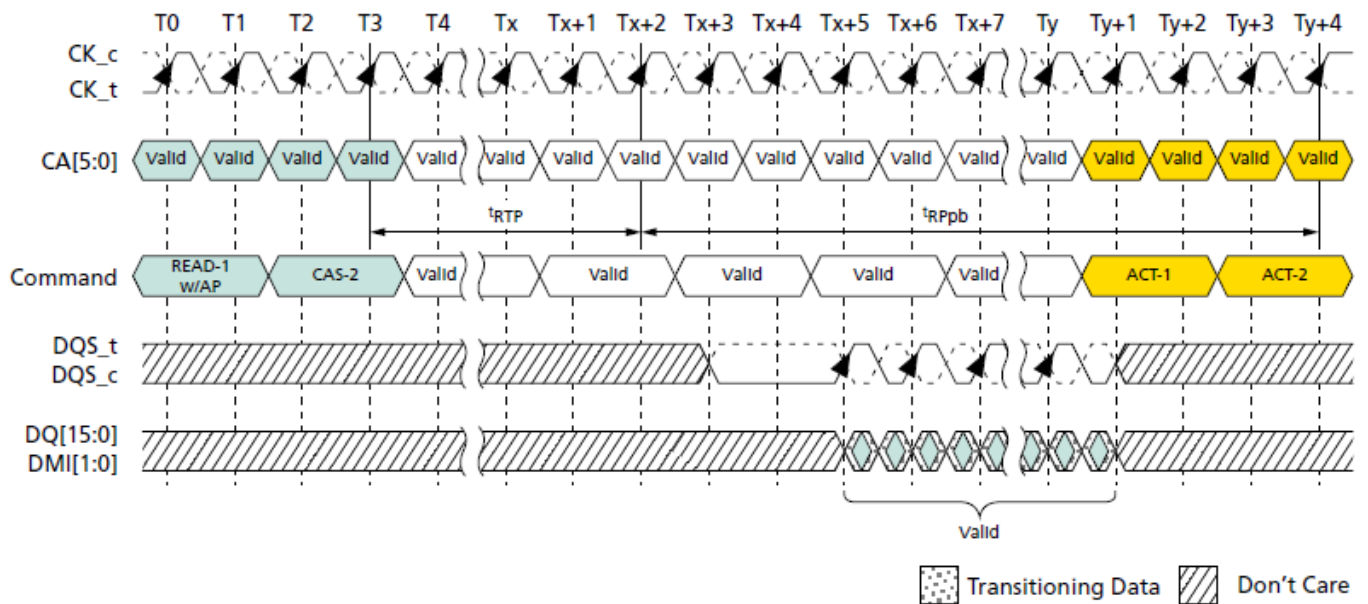 T0 T1 T2 T3 T4 Tx Tx+1 Tx+2 Tx+3 Tx+4 Tx+5 Tx+6 Tx+7 Ty Ty+1 Ty+2 Ty+3 Ty+4
CK_c
CK_t
CA[5:0] Valid Valid Valid Valid Valid Valid Valid Valid Valid Valid Valid Valid Valid Valid Valid Valid Valid Valid
tRTP tRPpb
Command READ-1 w/AP CAS-2 Valid Valid Valid Valid Valid ACT-1 ACT-2
DQS_t
DQS_c
DQ[15:0]
DMI[1:0]
Valid
Transitioning Data Don't Care